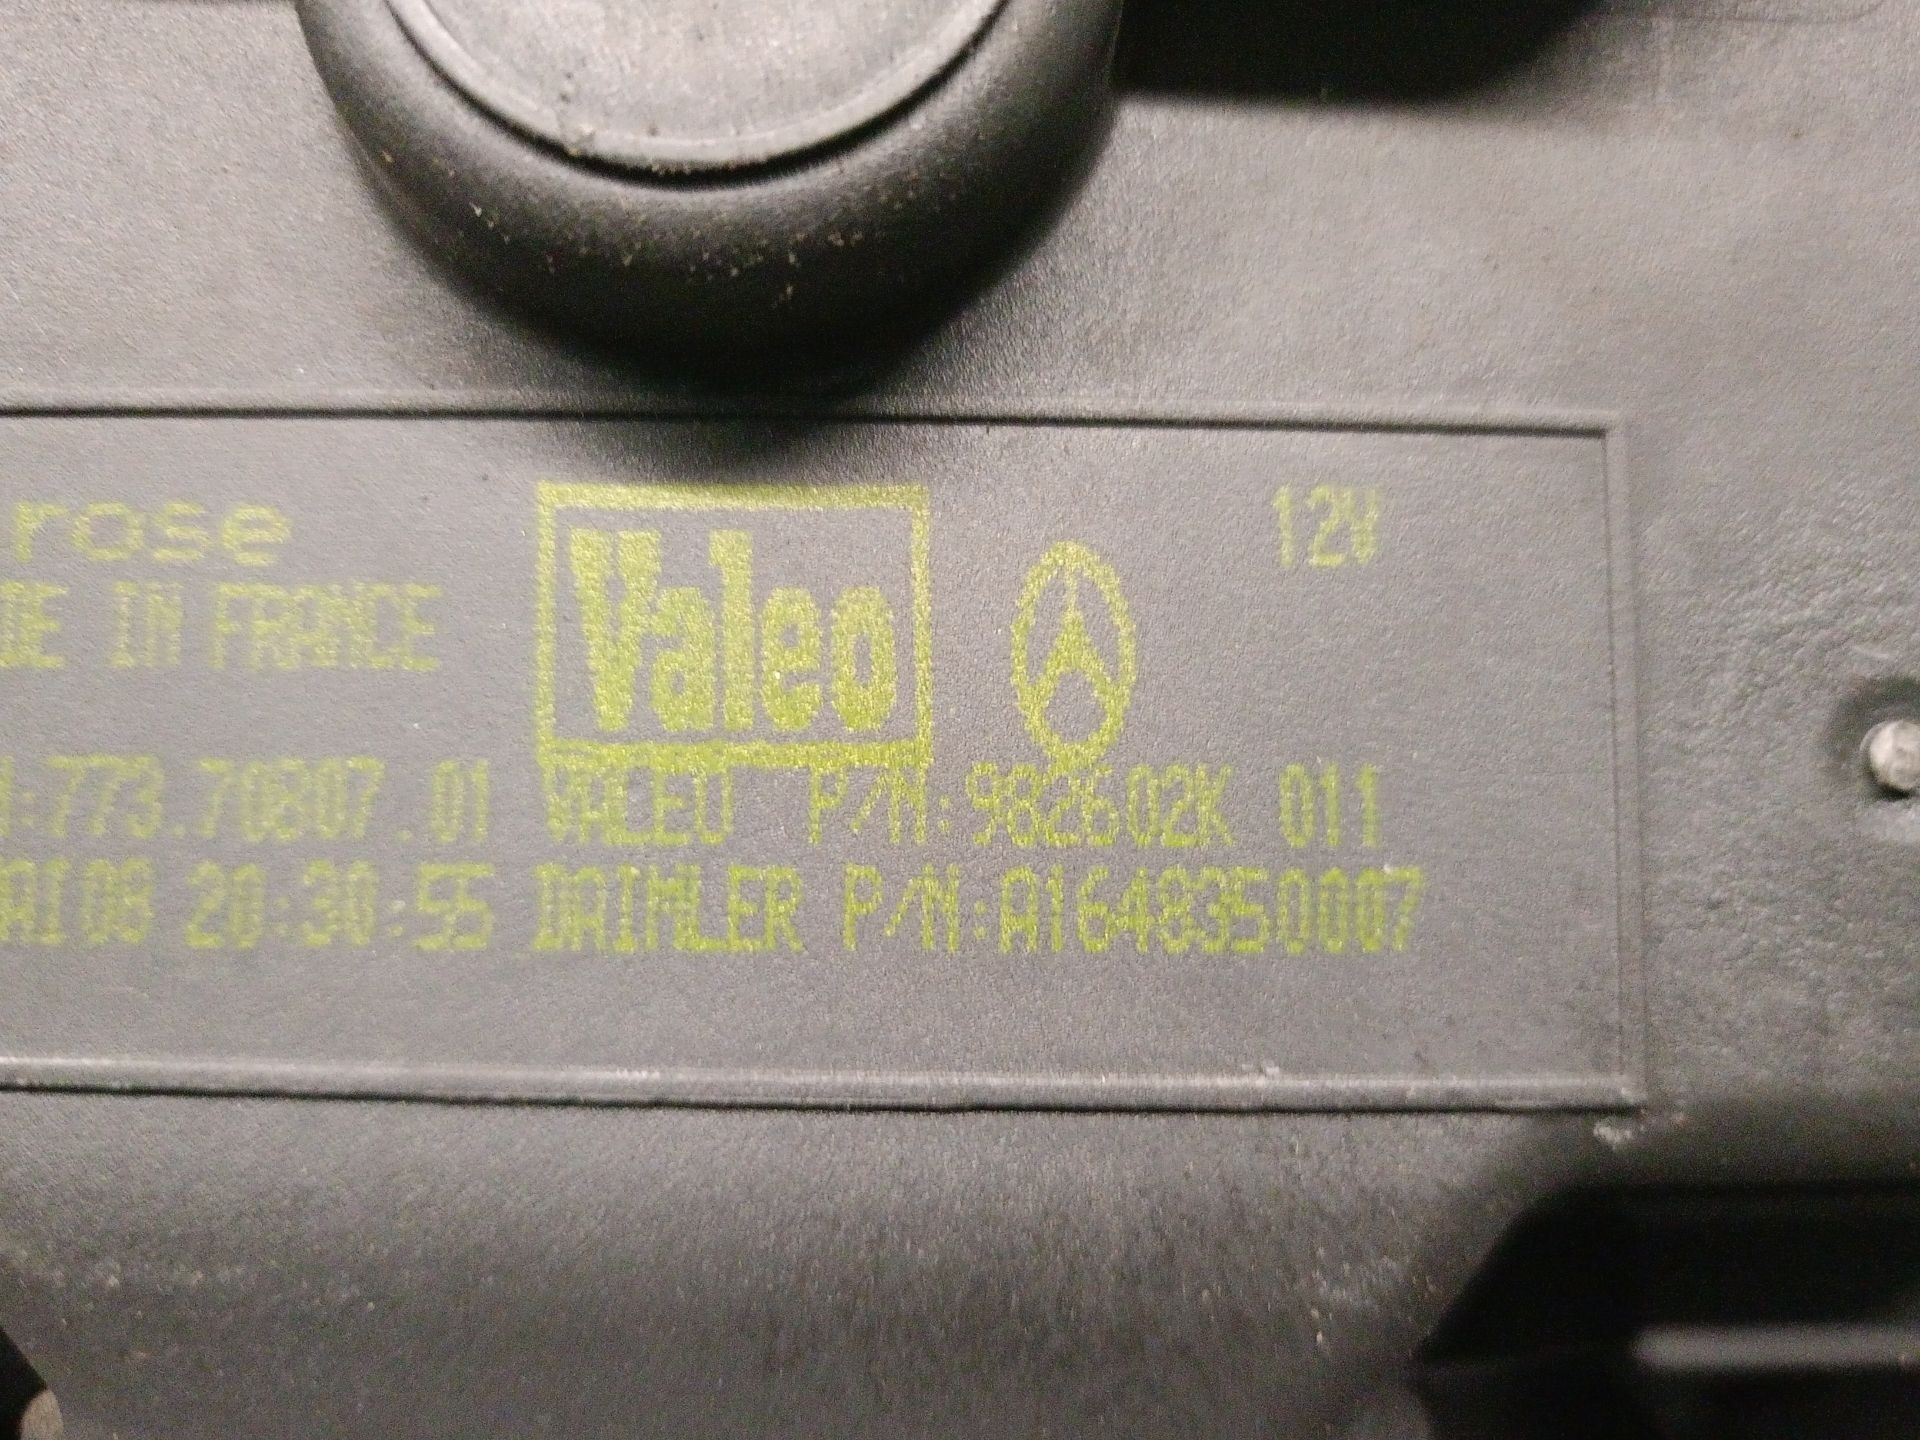 rose
12V
Valeo
DE IN FRANCE
:773.70807.01 VALEO P/N:982602K 011
AI08 20:30:55 DAIMLER P/N:A1648350007